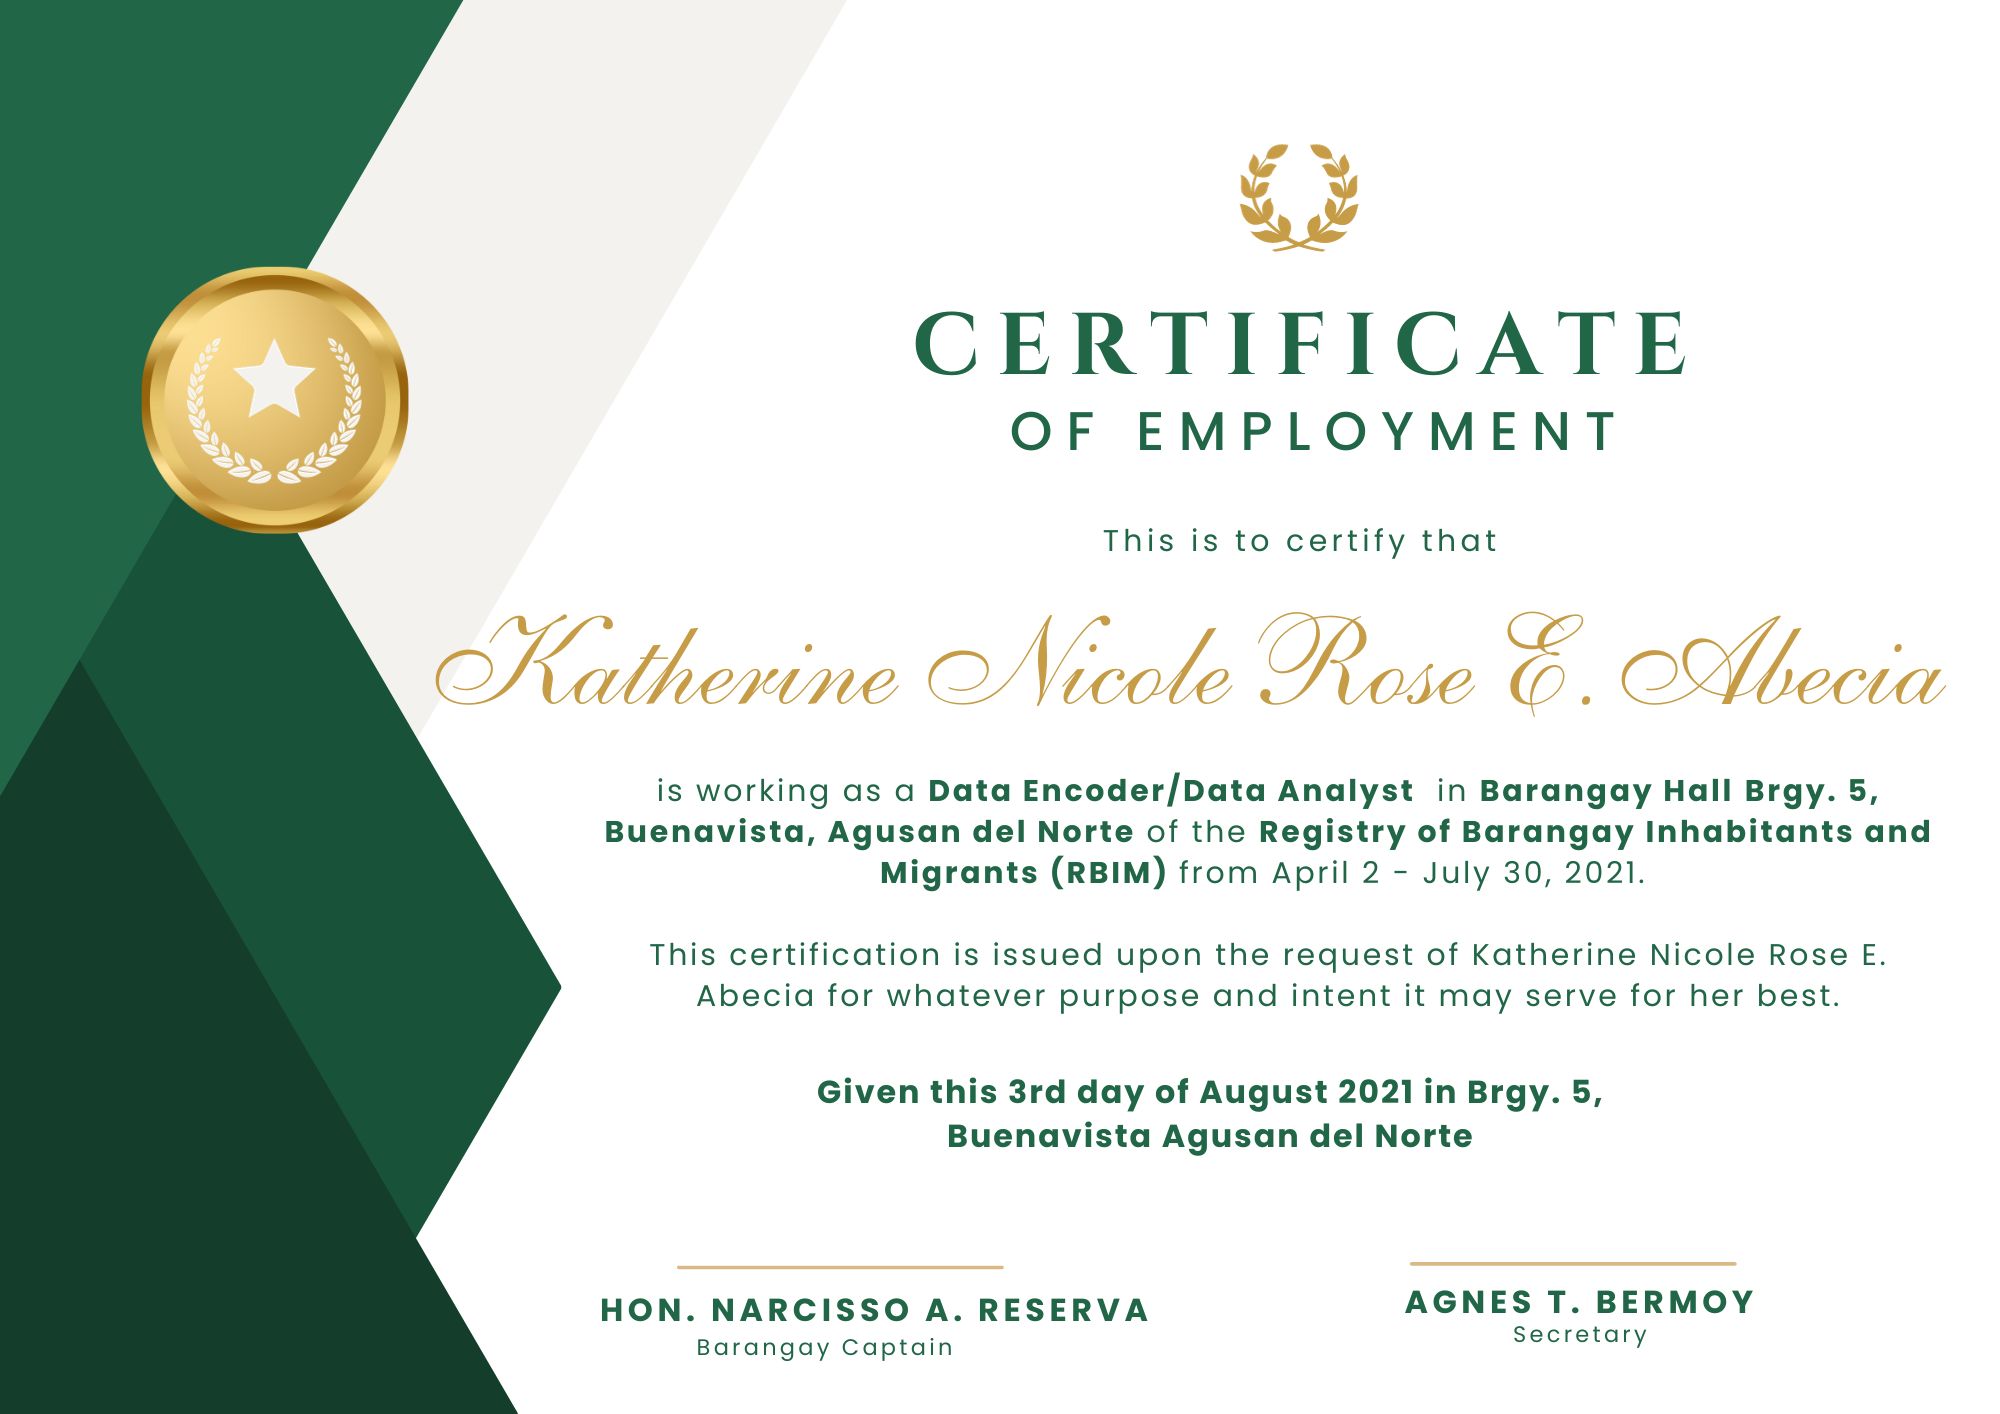 CERTIFICATE
OF EMPLOYMENT
This is to certify that
Katherine Nicole Rose E. Abecia
is working as a Data Encoder/Data Analyst in Barangay Hall Brgy. 5,
Buenavista, Agusan del Norte of the Registry of Barangay Inhabitants and
Migrants (RBIM) from April 2 - July 30, 2021.
This certification is issued upon the request of Katherine Nicole Rose E.
Abecia for whatever purpose and intent it may serve for her best.
Given this 3rd day of August 2021 in Brgy. 5,
Buenavista Agusan del Norte
HON. NARCISSO A. RESERVA
Barangay Captain
AGNES T. BERMOY
Secretary